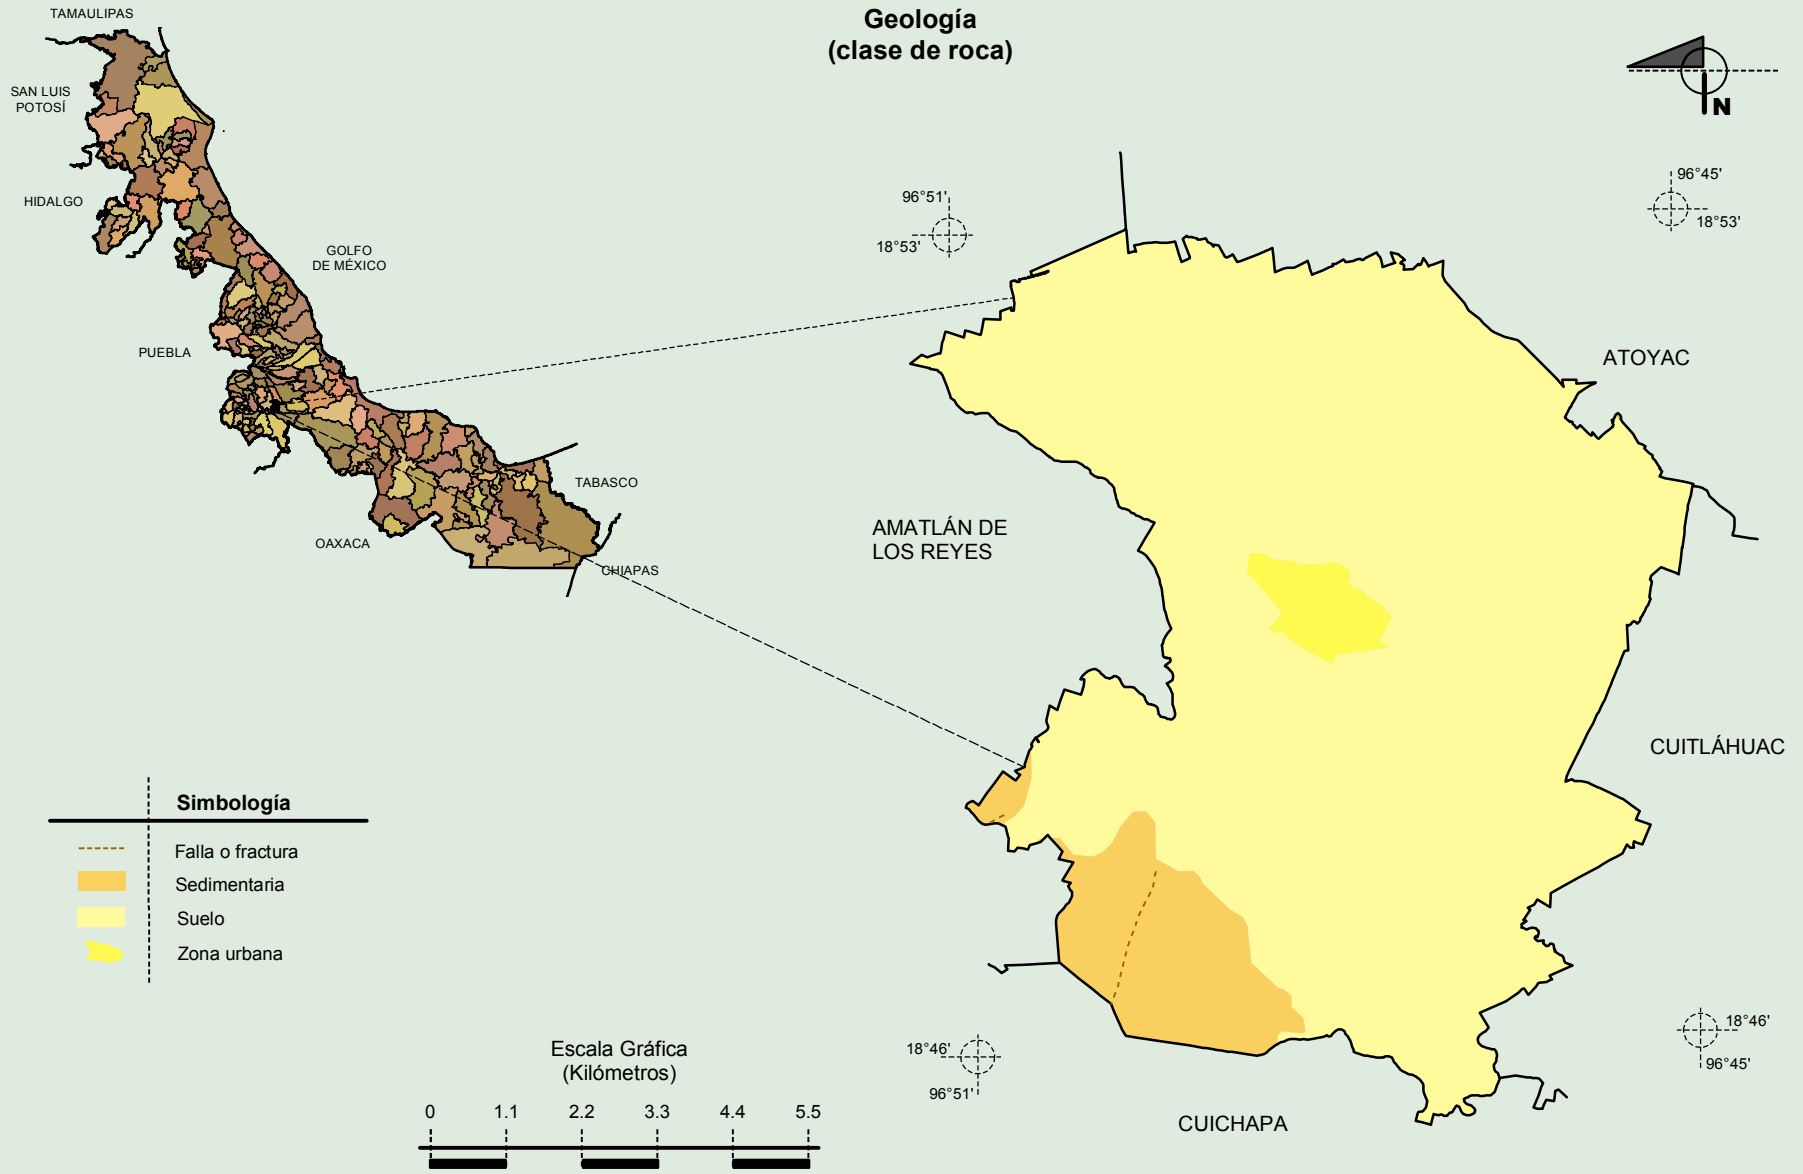 Geología
(clase de roca)
TAMAULIPAS
SAN LUIS
POTOSÍ
HIDALGO
GOLFO
DE MÉXICO
PUEBLA
TABASCO
OAXACA
CHIAPAS
N
96°51'
18°53'
96°45'
18°53'
ATOYAC
AMATLÁN DE
LOS REYES
CUITLÁHUAC
CUICHAPA
18°46'
96°51'
18°46'
96°45'
Simbología
Falla o fractura
Sedimentaria
Suelo
Zona urbana
Escala Gráfica
(Kilómetros)
0 1.1 2.2 3.3 4.4 5.5